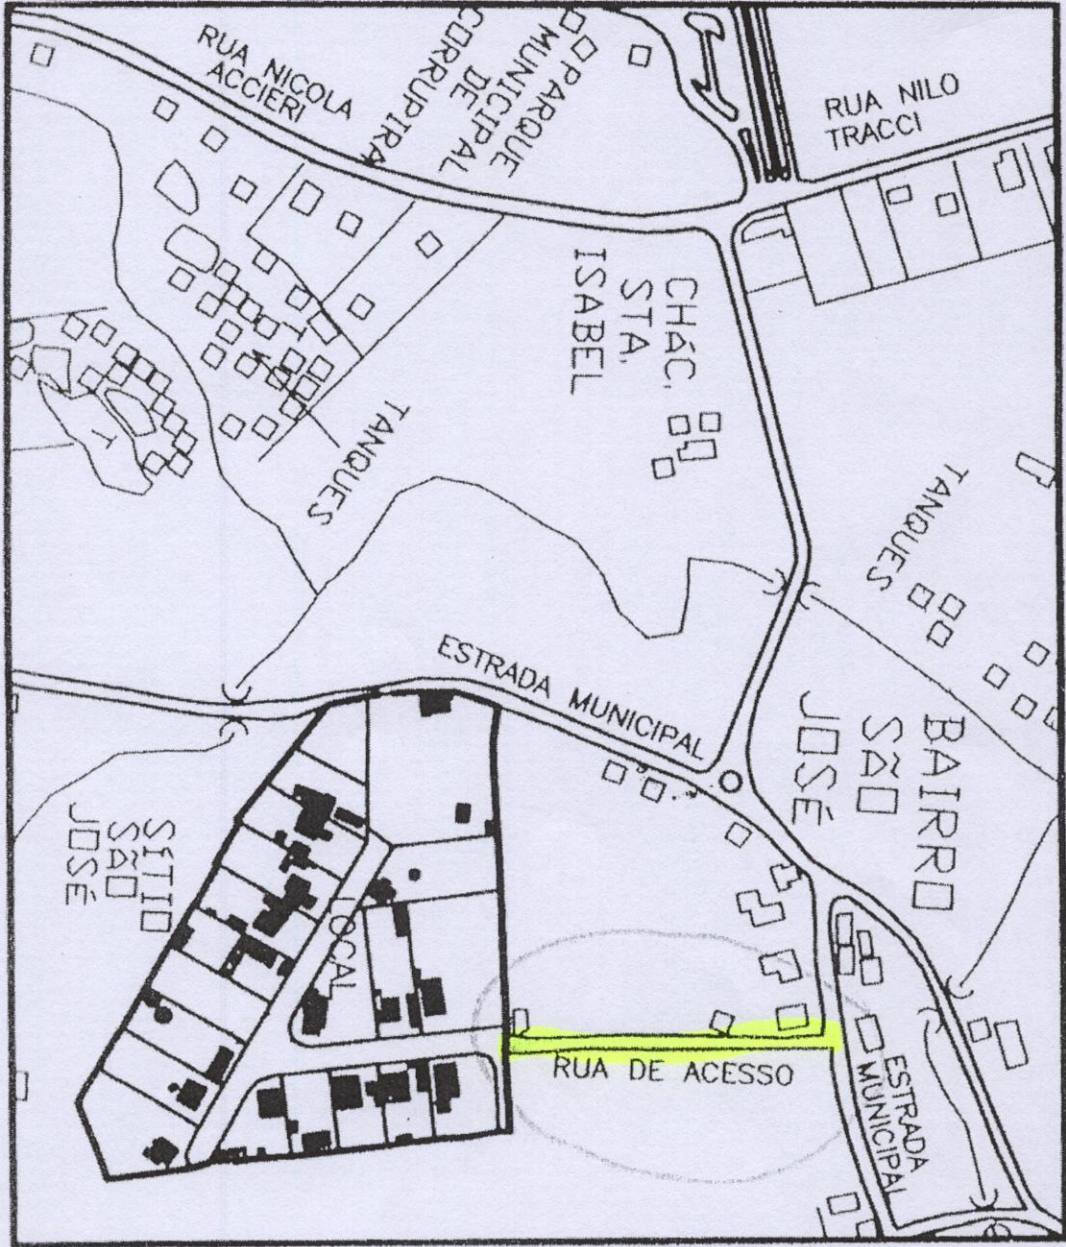 RUA NICOLA
ACCIERI
PARQUE
MUNICIPAL
DE
CORRUPIRA
RUA NILO
TRACCI
CHÁC.
STA.
ISABEL
TANQUES
TANQUES
ESTRADA MUNICIPAL
BAIRRO
SÃO
JOSÉ
SÍTIO
SÃO
JOSÉ
LOCAL
RUA DE ACESSO
ESTRADA
MUNICIPAL